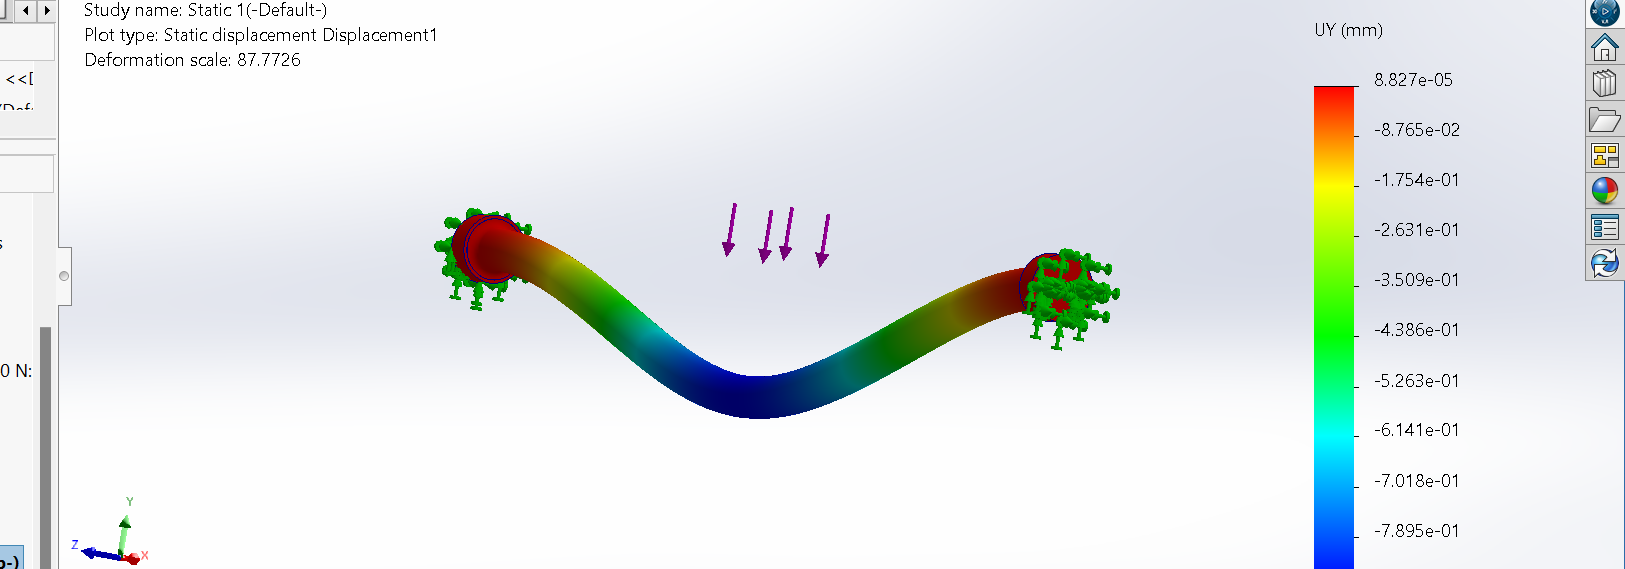 Study name: Static 1(-Default-)
Plot type: Static displacement Displacement1
Deformation scale: 87.7726
UY (mm)
8.827e-05
-8.765e-02
-1.754e-01
-2.631e-01
-3.509e-01
-4.386e-01
-5.263e-01
-6.141e-01
-7.018e-01
-7.895e-01
<<
0 N:
Y
Z
X